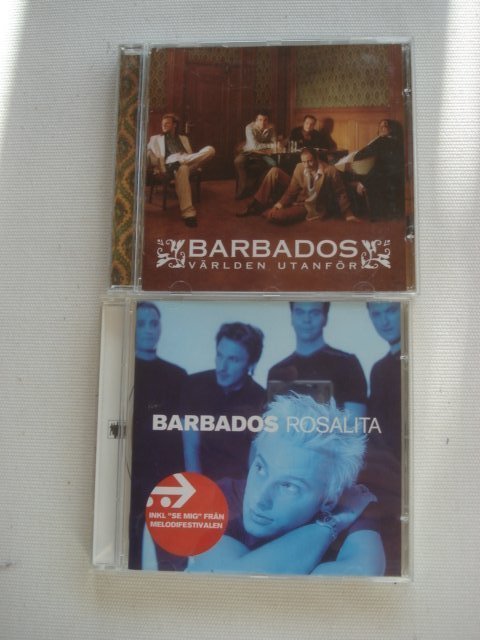 BARBADOS
VÄRLDEN UTANFÖR
BARBADOS ROSALITA
INKL "SE MIG" FRÅN
MELODIFESTIVALEN